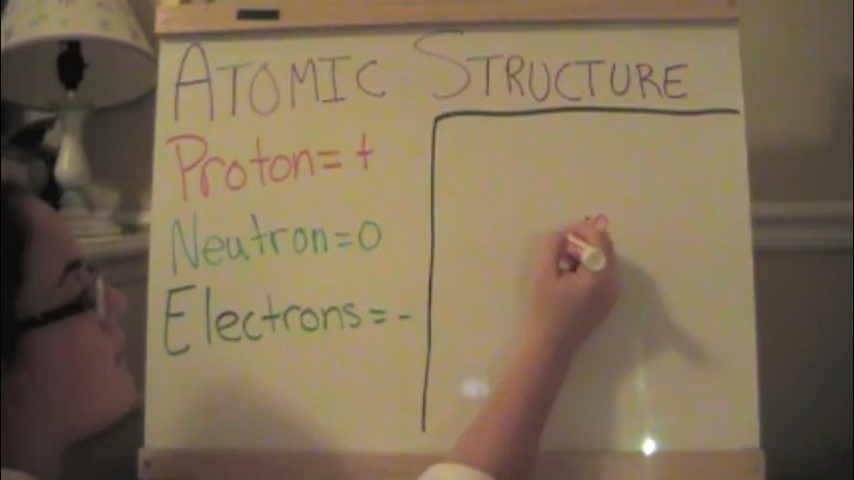 ATOMIC STRUCTURE
Proton = +
Neutron = 0
Electrons = -